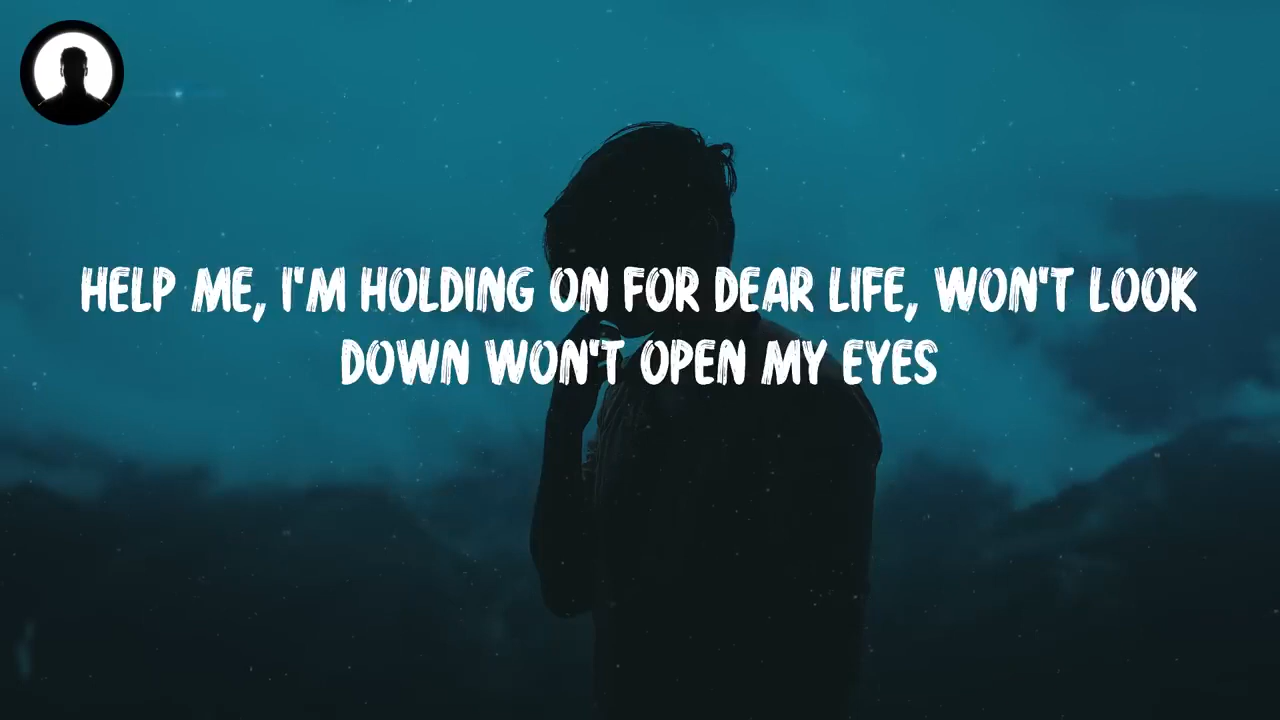 HELP ME, I'M HOLDING ON FOR DEAR LIFE, WON'T LOOK
DOWN WON'T OPEN MY EYES